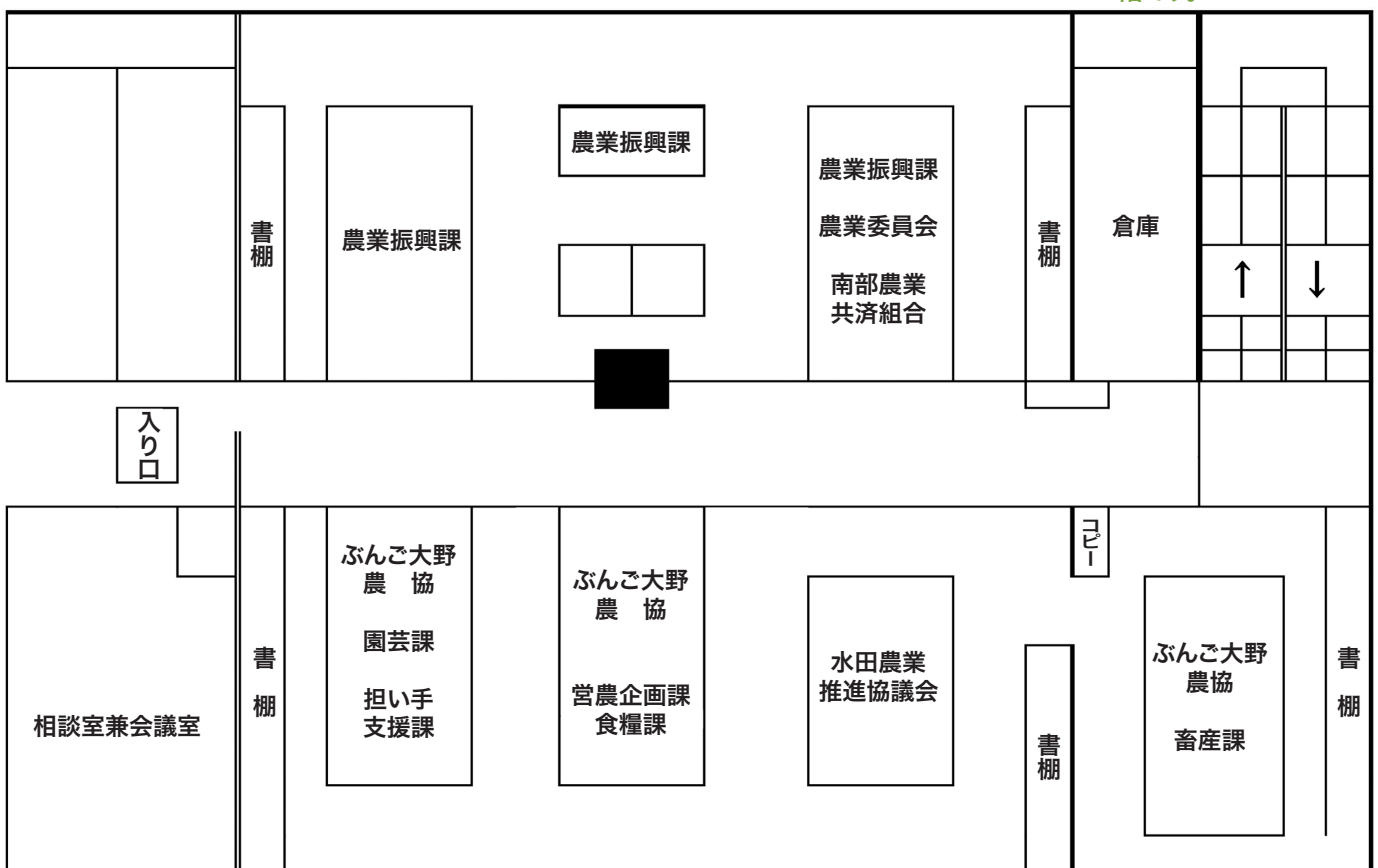 農業振興課
農業振興課
農業委員会
南部農業
共済組合
書棚
農業振興課
書棚
倉庫
↑
↓
入り口
コピー
ぶんご大野
農 協
園芸課
担い手
支援課
ぶんご大野
農 協
営農企画課
食糧課
水田農業
推進協議会
ぶんご大野
農協
畜産課
書 棚
書 棚
相談室兼会議室
書棚